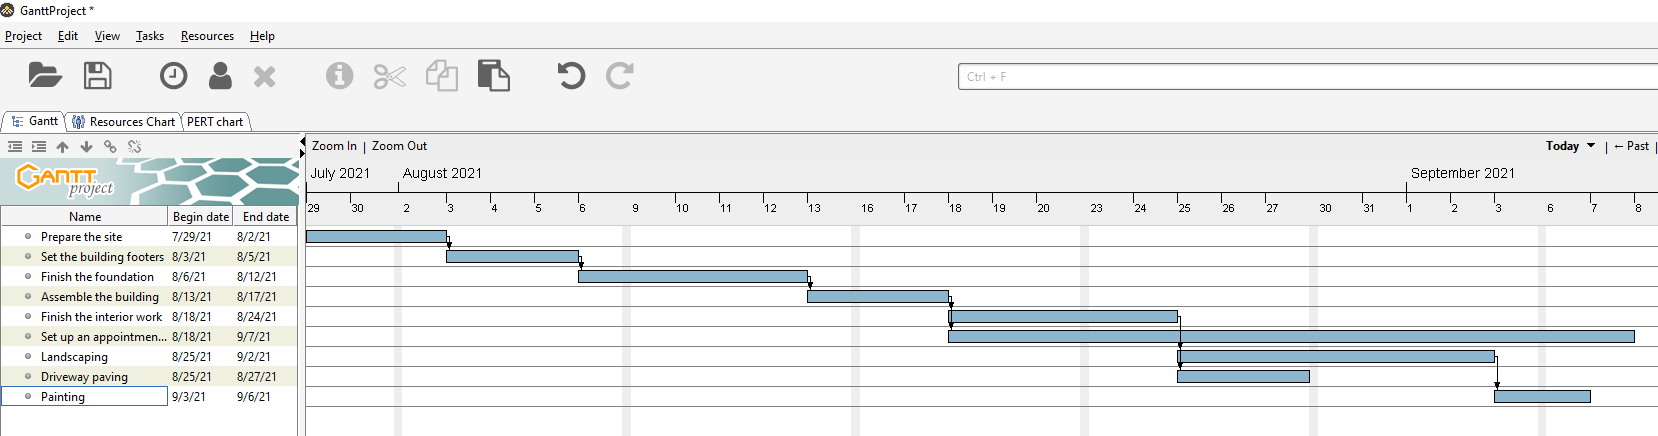 GanttProject *
Project Edit View Tasks Resources Help
Ctrl + F
Gantt Resources Chart PERT chart
Zoom In | Zoom Out Today | ← Past |
GANTT project
July 2021 August 2021 September 2021
Name Begin date End date
29 30 2 3 4 5 6 9 10 11 12 13 16 17 18 19 20 23 24 25 26 27 30 31 1 2 3 6 7 8
Prepare the site 7/29/21 8/2/21
Set the building footers 8/3/21 8/5/21
Finish the foundation 8/6/21 8/12/21
Assemble the building 8/13/21 8/17/21
Finish the interior work 8/18/21 8/24/21
Set up an appointmen... 8/18/21 9/7/21
Landscaping 8/25/21 9/2/21
Driveway paving 8/25/21 8/27/21
Painting 9/3/21 9/6/21